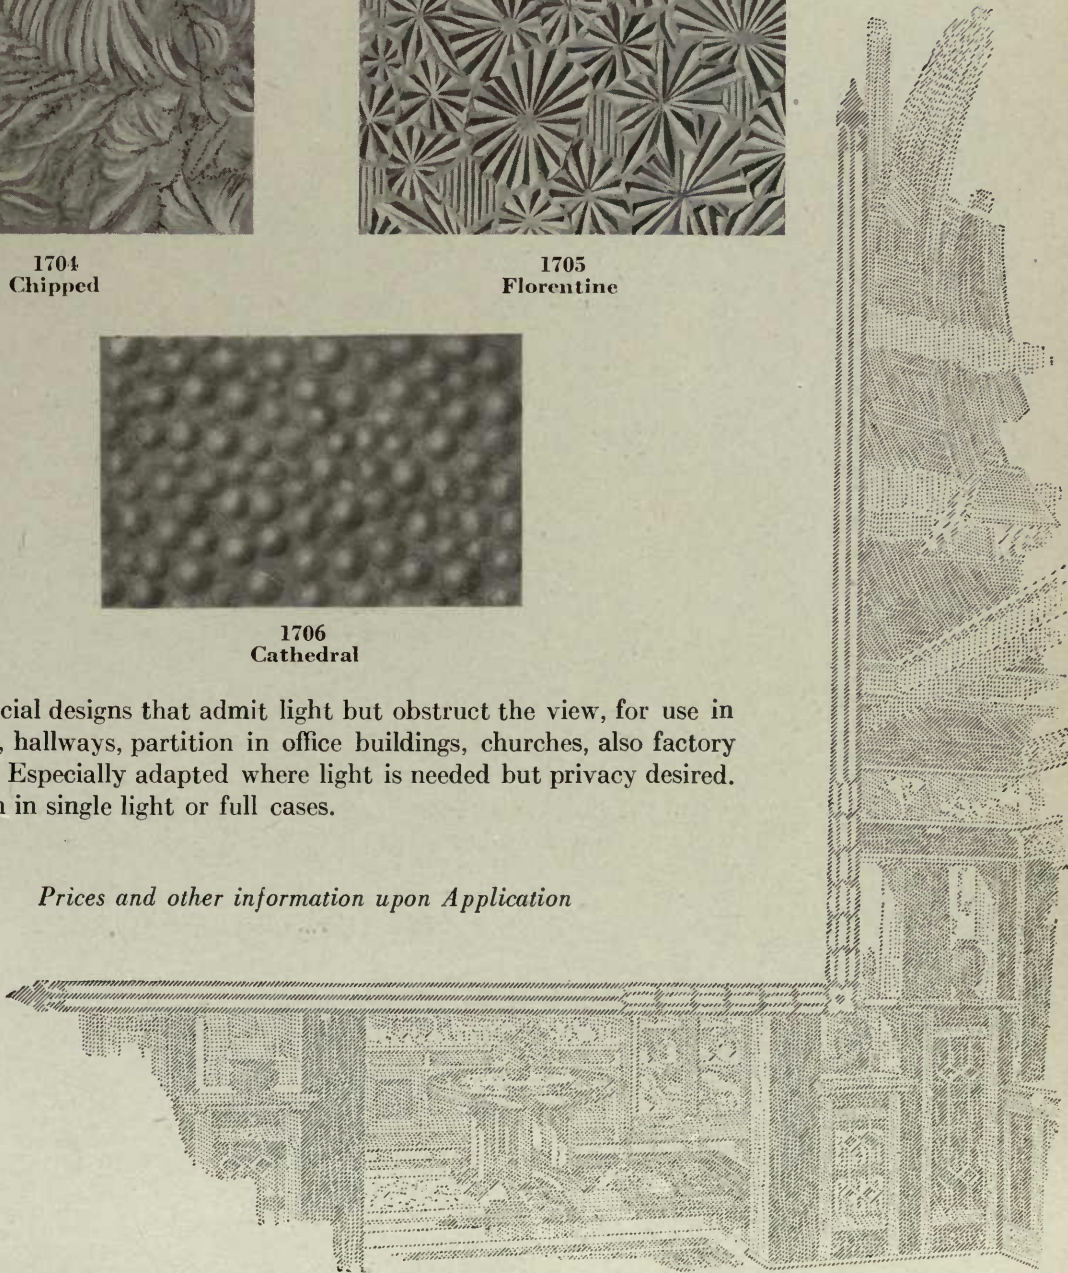 1704
Chipped
1705
Florentine
1706
Cathedral
cial designs that admit light but obstruct the view, for use in
, hallways, partition in office buildings, churches, also factory
Especially adapted where light is needed but privacy desired.
in single light or full cases.
Prices and other information upon Application